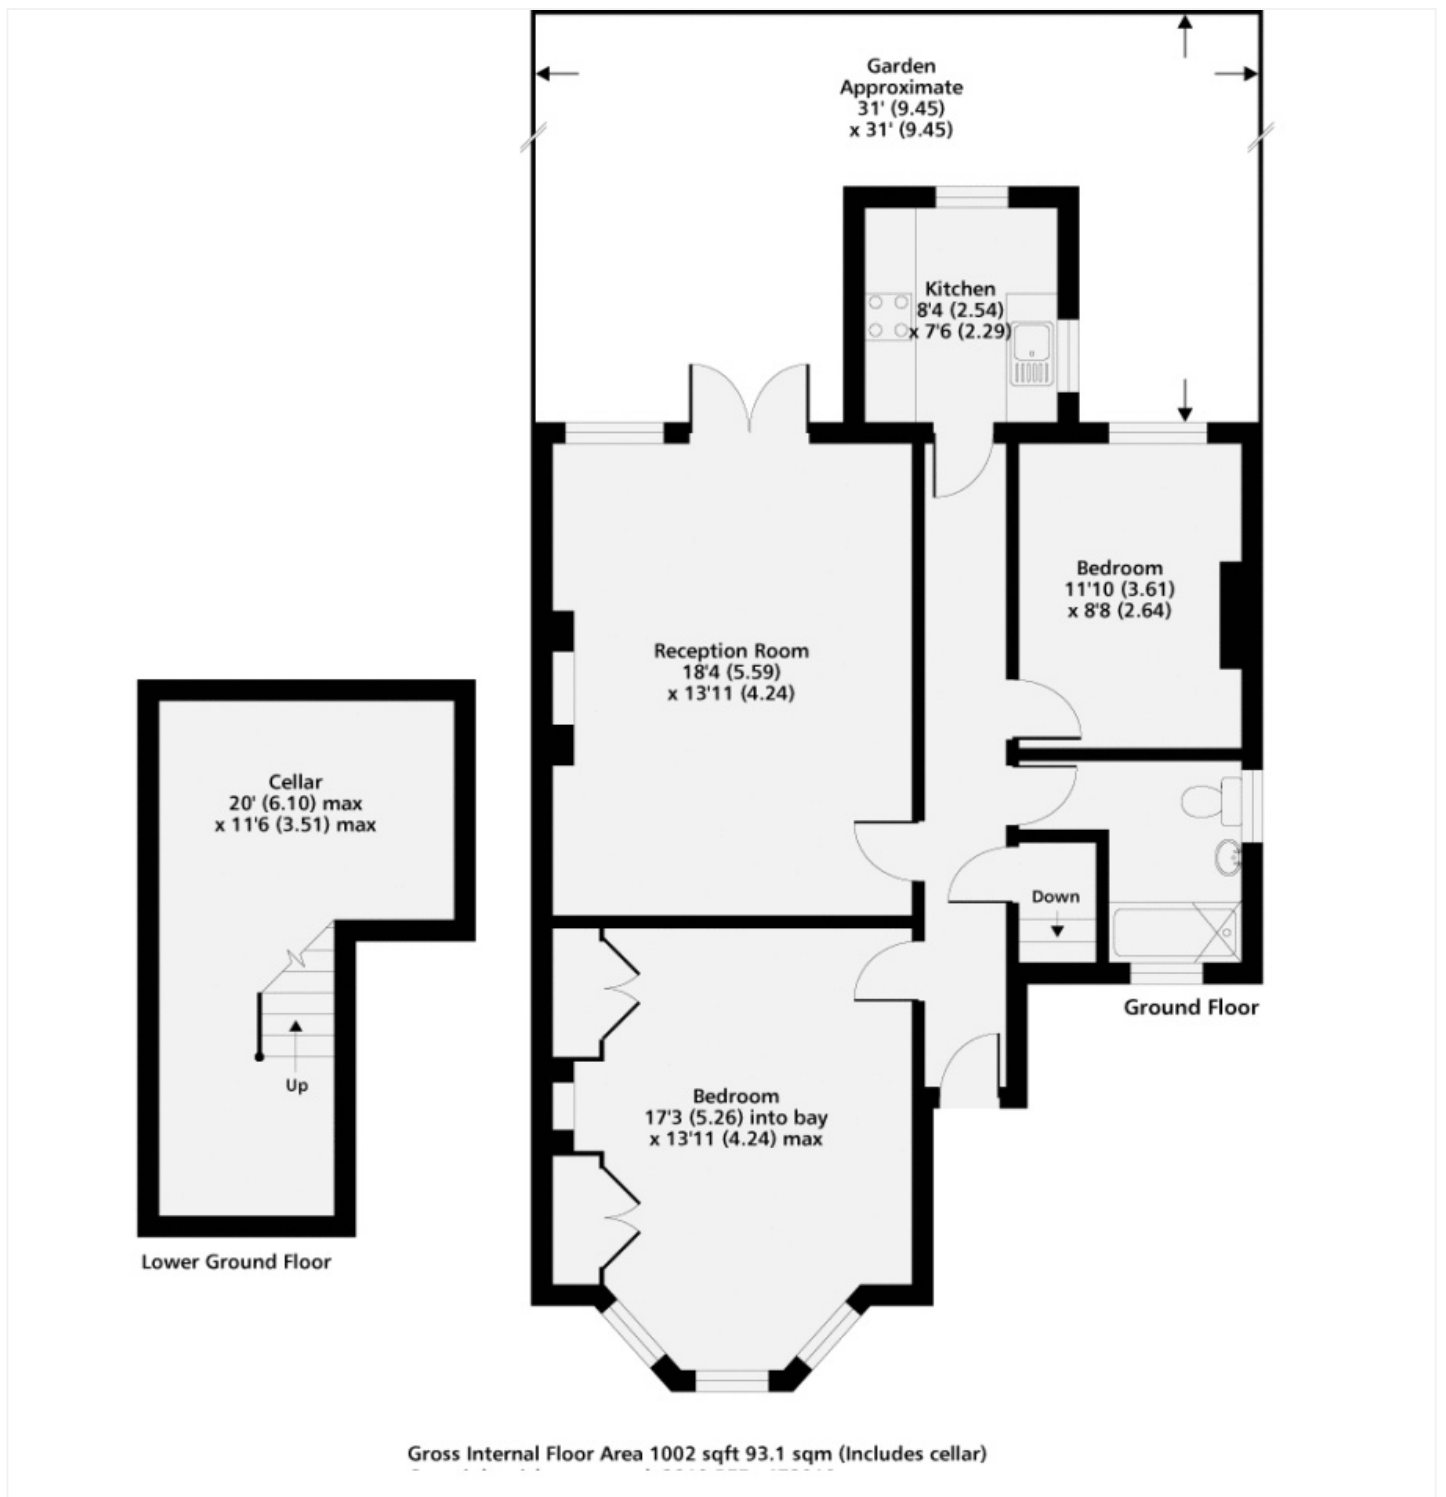 Garden
Approximate
31' (9.45)
x 31' (9.45)
Kitchen
8'4 (2.54)
x 7'6 (2.29)
Bedroom
11'10 (3.61)
x 8'8 (2.64)
Reception Room
18'4 (5.59)
x 13'11 (4.24)
Cellar
20' (6.10) max
x 11'6 (3.51) max
Down
Ground Floor
Up
Bedroom
17'3 (5.26) into bay
x 13'11 (4.24) max
Lower Ground Floor
Gross Internal Floor Area 1002 sqft 93.1 sqm (Includes cellar)